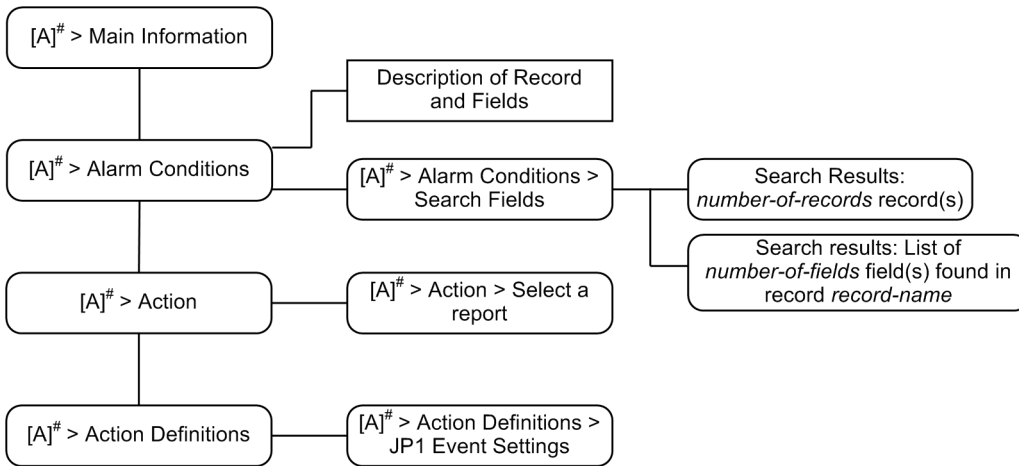 [A]# > Main Information
Description of Record
and Fields
[A]# > Alarm Conditions
[A]# > Alarm Conditions >
Search Fields
Search Results:
number-of-records record(s)
Search results: List of
number-of-fields field(s) found in
record record-name
[A]# > Action
[A]# > Action > Select a
report
[A]# > Action Definitions
[A]# > Action Definitions >
JP1 Event Settings